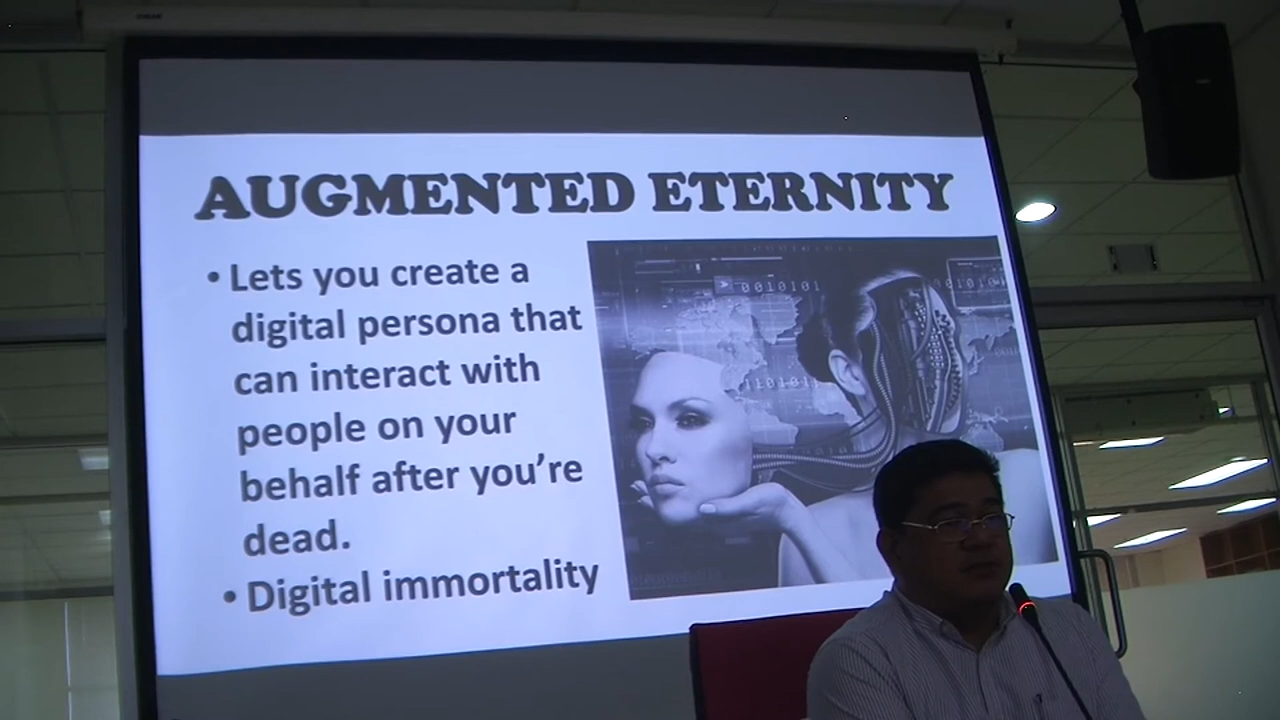 AUGMENTED ETERNITY
• Lets you create a
digital persona that
can interact with
people on your
behalf after you're
dead.
• Digital immortality
0010101